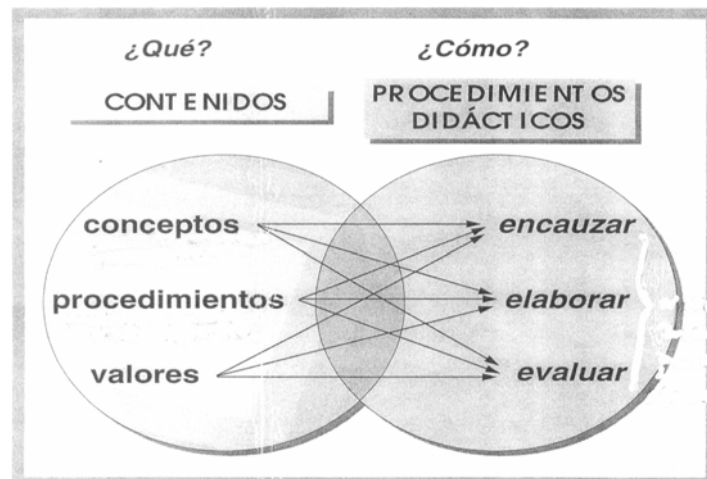 ¿Qué?
¿Cómo?
CONTENIDOS
PROCEDIMIENTOS
DIDÁCTICOS
conceptos
encauzar
procedimientos
elaborar
valores
evaluar